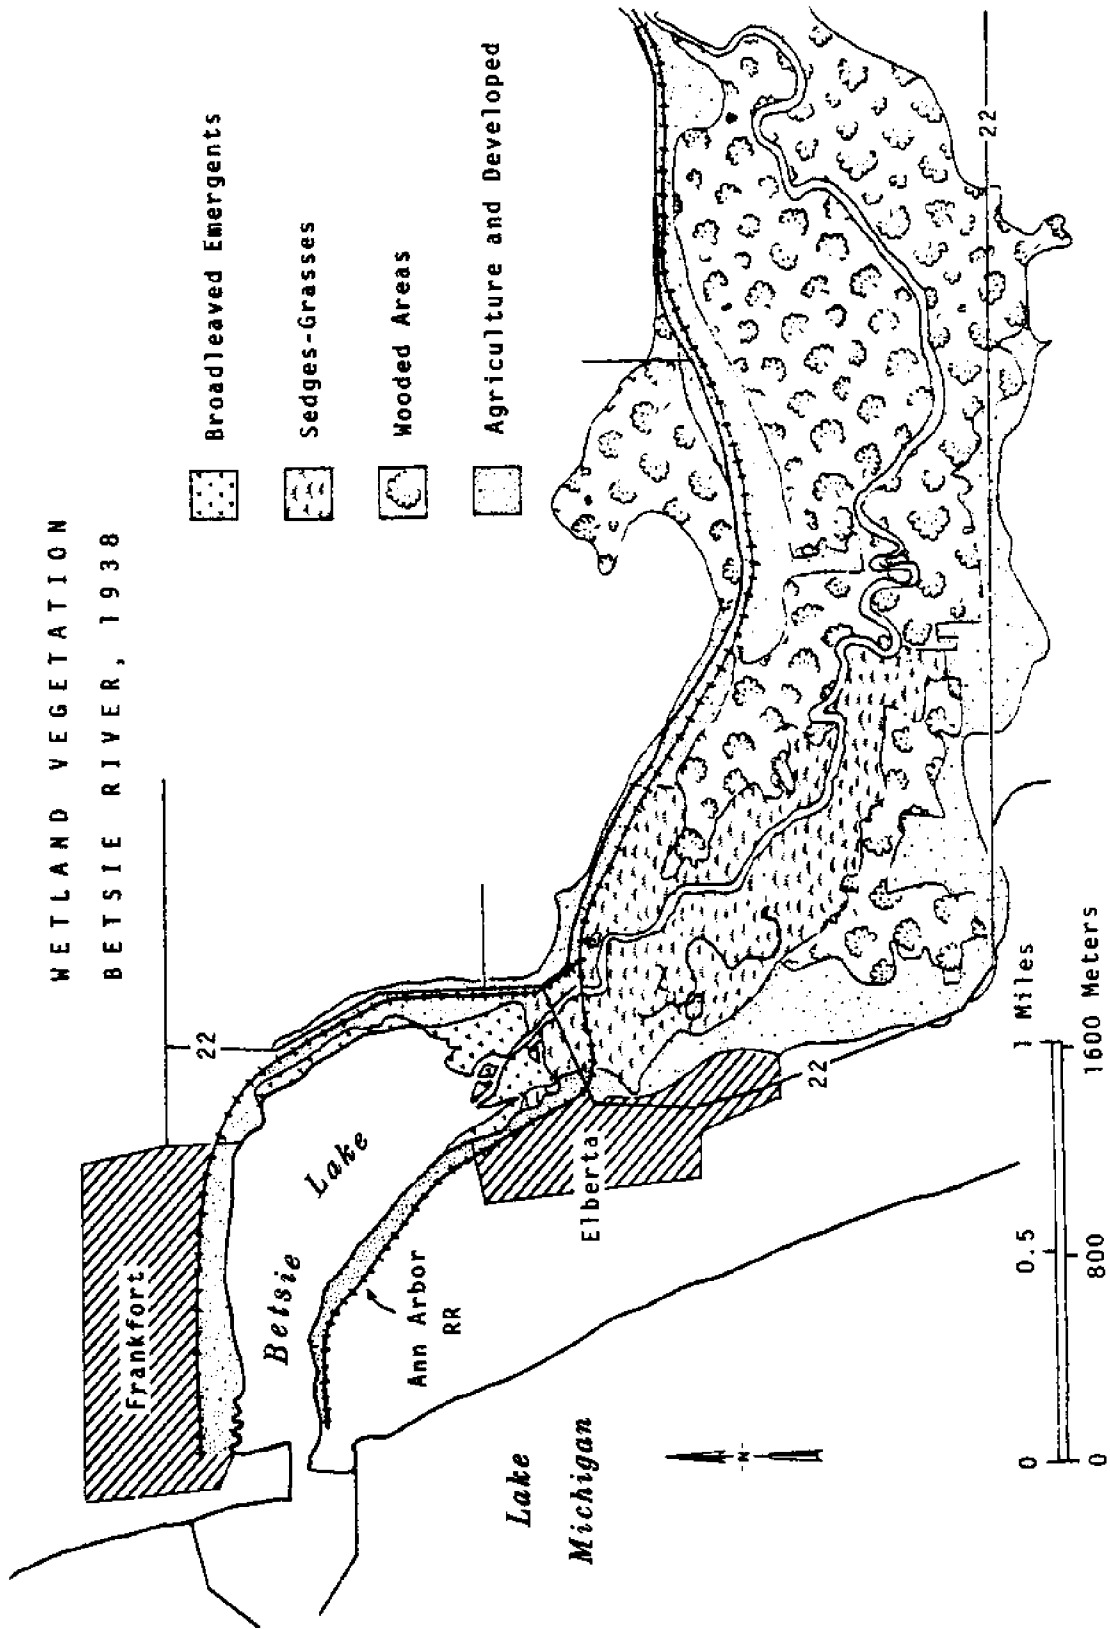 WETLAND VEGETATION
BETSIE RIVER, 1938
Broadleaved Emergents
Sedges-Grasses
Wooded Areas
Agriculture and Developed
Frankfort
22
Betsie Lake
Ann Arbor
RR
Elberta
22
22
Lake
Michigan
N
0 0.5 1 Miles
0 800 1600 Meters